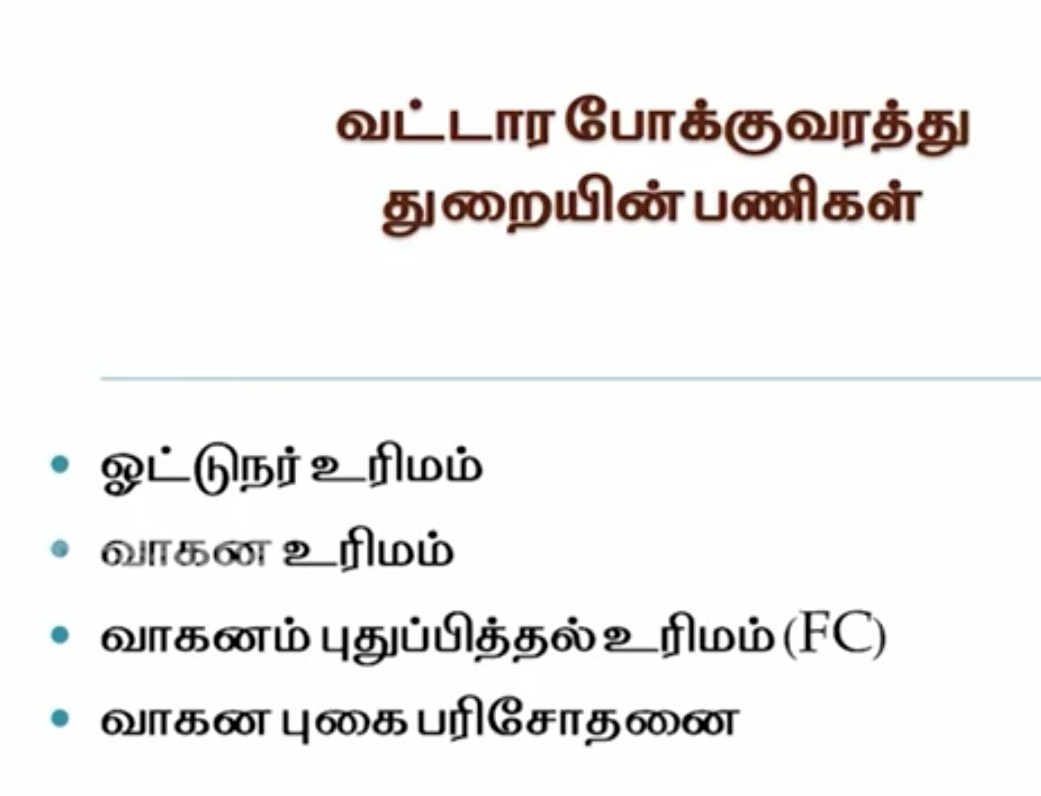 வட்டார போக்குவரத்து
துறையின் பணிகள்
• ஓட்டுநர் உரிமம்
• வாகன உரிமம்
• வாகனம் புதுப்பித்தல் உரிமம் (FC)
• வாகன புகை பரிசோதனை